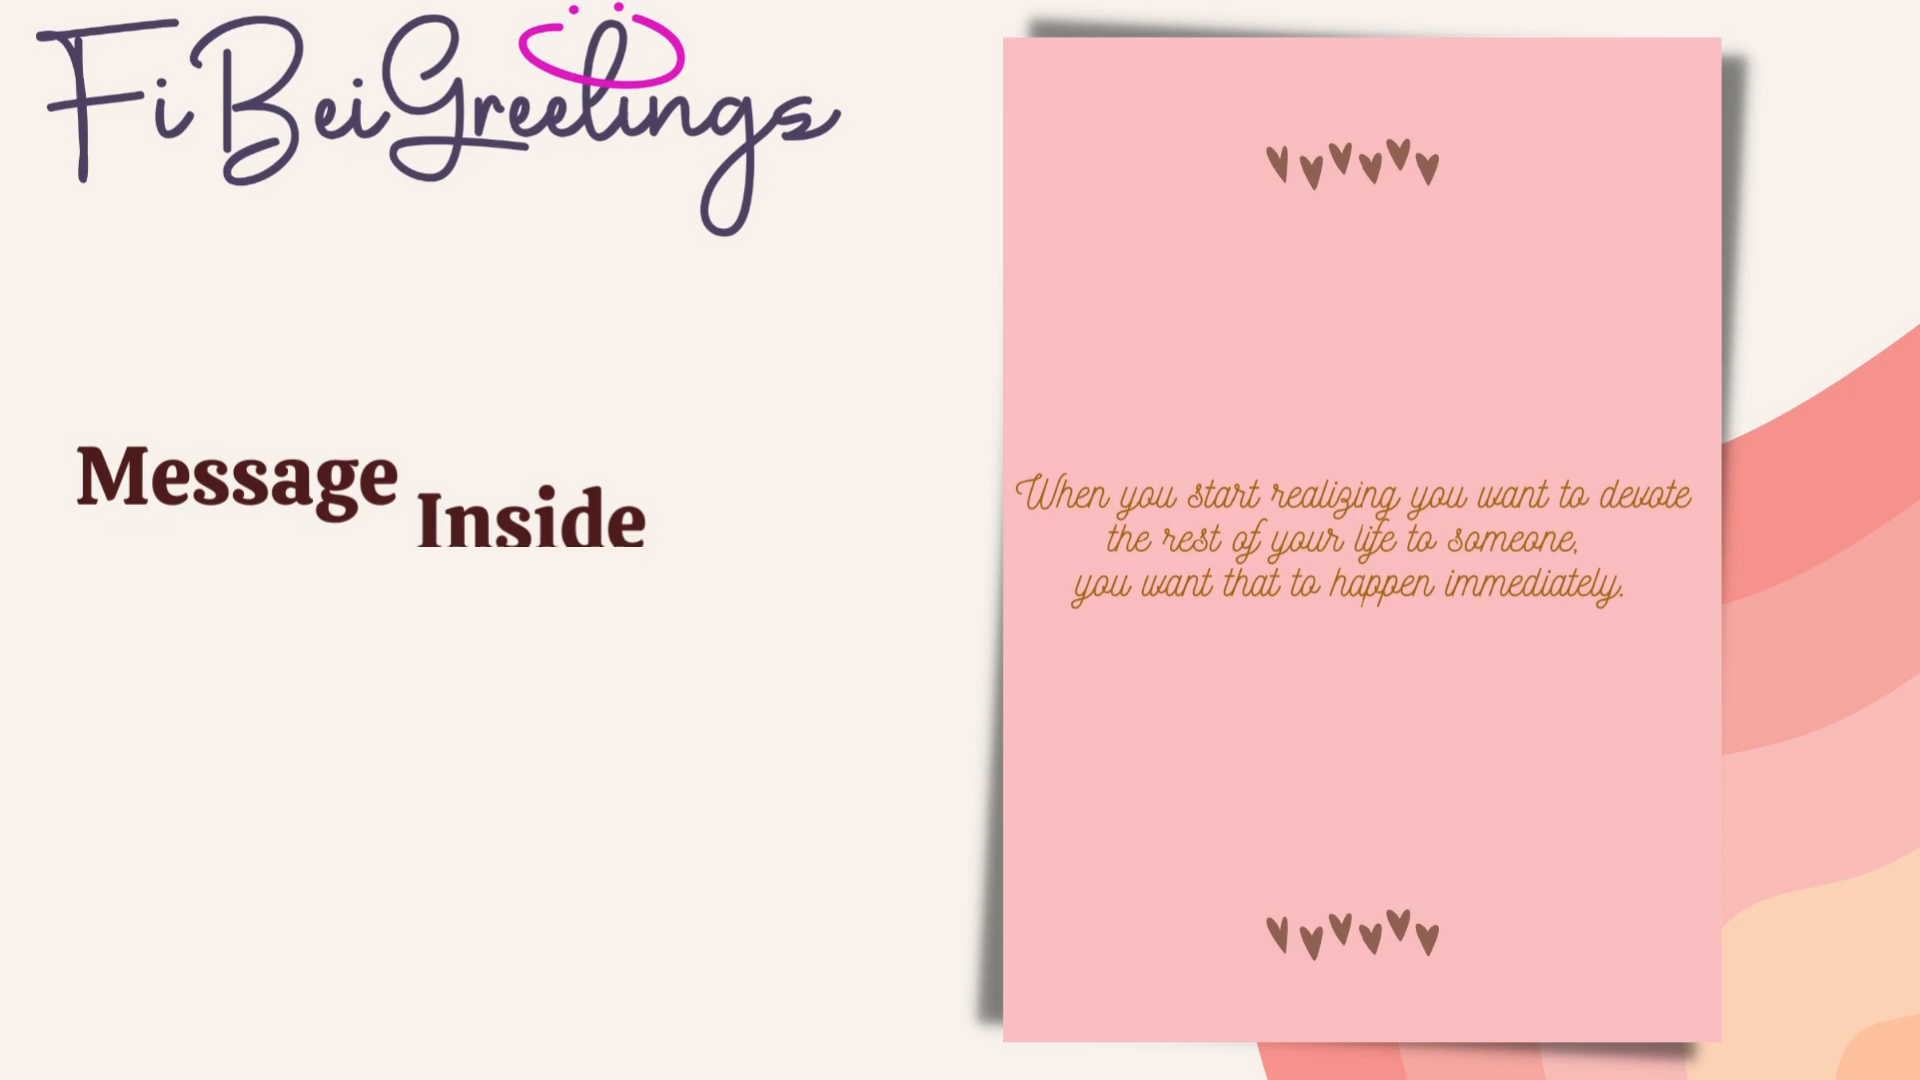 FiBeiGreetings
Message Inside
When you start realizing you want to devote
the rest of your life to someone,
you want that to happen immediately.